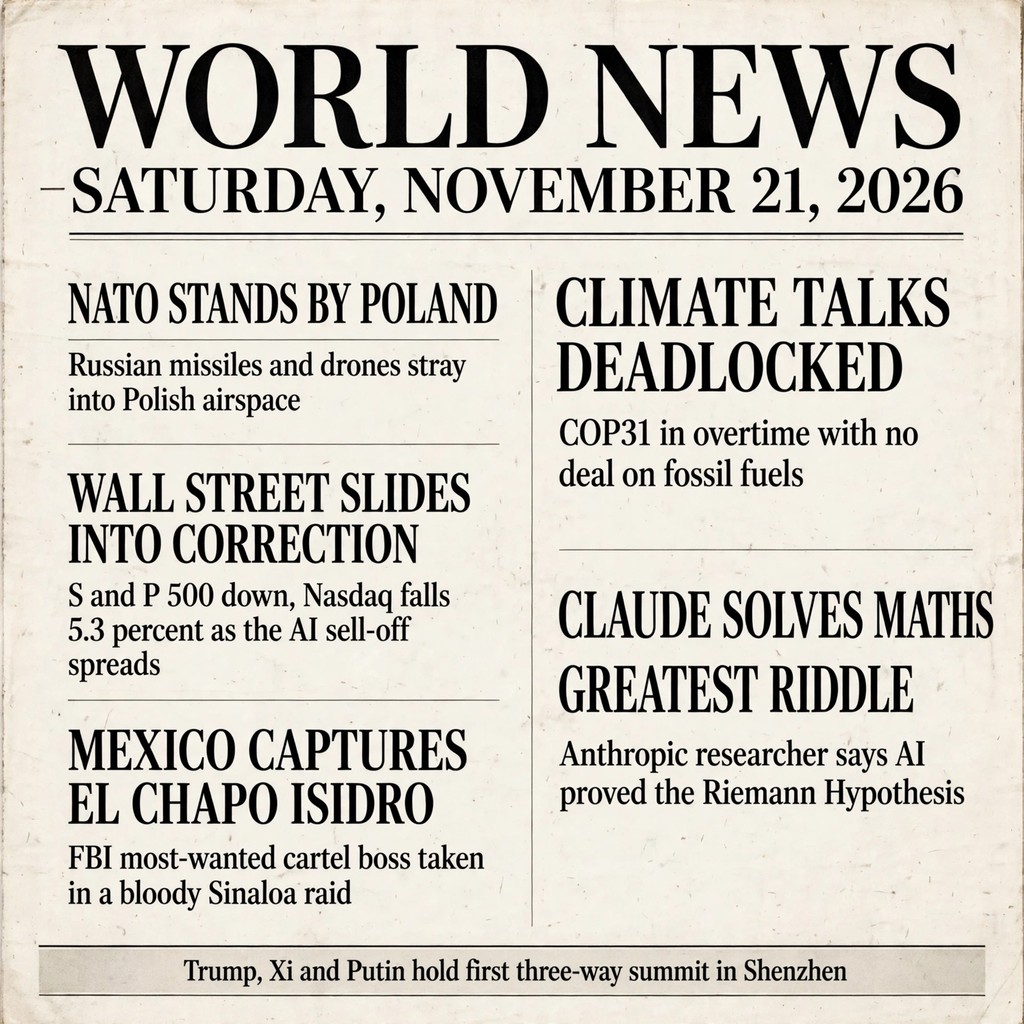 WORLD NEWS
SATURDAY, NOVEMBER 21, 2026
NATO STANDS BY POLAND
Russian missiles and drones stray
into Polish airspace
WALL STREET SLIDES
INTO CORRECTION
S and P 500 down, Nasdaq falls
5.3 percent as the AI sell-off
spreads
MEXICO CAPTURES
EL CHAPO ISIDRO
FBI most-wanted cartel boss taken
in a bloody Sinaloa raid
CLIMATE TALKS
DEADLOCKED
COP31 in overtime with no
deal on fossil fuels
CLAUDE SOLVES MATHS
GREATEST RIDDLE
Anthropic researcher says AI
proved the Riemann Hypothesis
Trump, Xi and Putin hold first three-way summit in Shenzhen